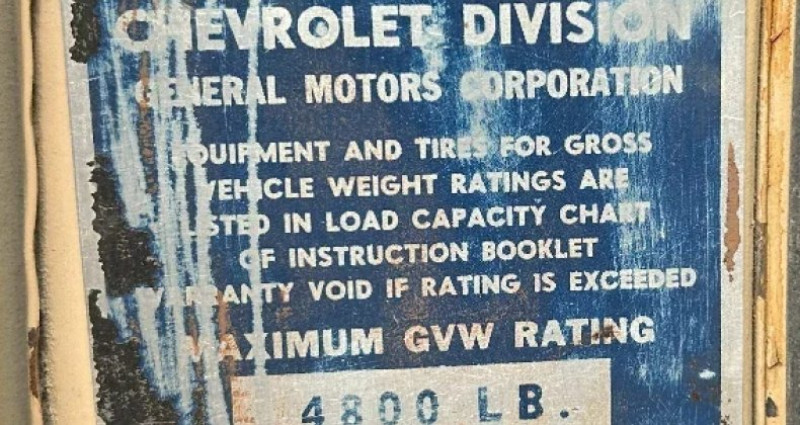 CHEVROLET DIVISION
GENERAL MOTORS CORPORATION
EQUIPMENT AND TIRES FOR GROSS
VEHICLE WEIGHT RATINGS ARE
LISTED IN LOAD CAPACITY CHART
OF INSTRUCTION BOOKLET
WARRANTY VOID IF RATING IS EXCEEDED
MAXIMUM GVW RATING
4800 LB.